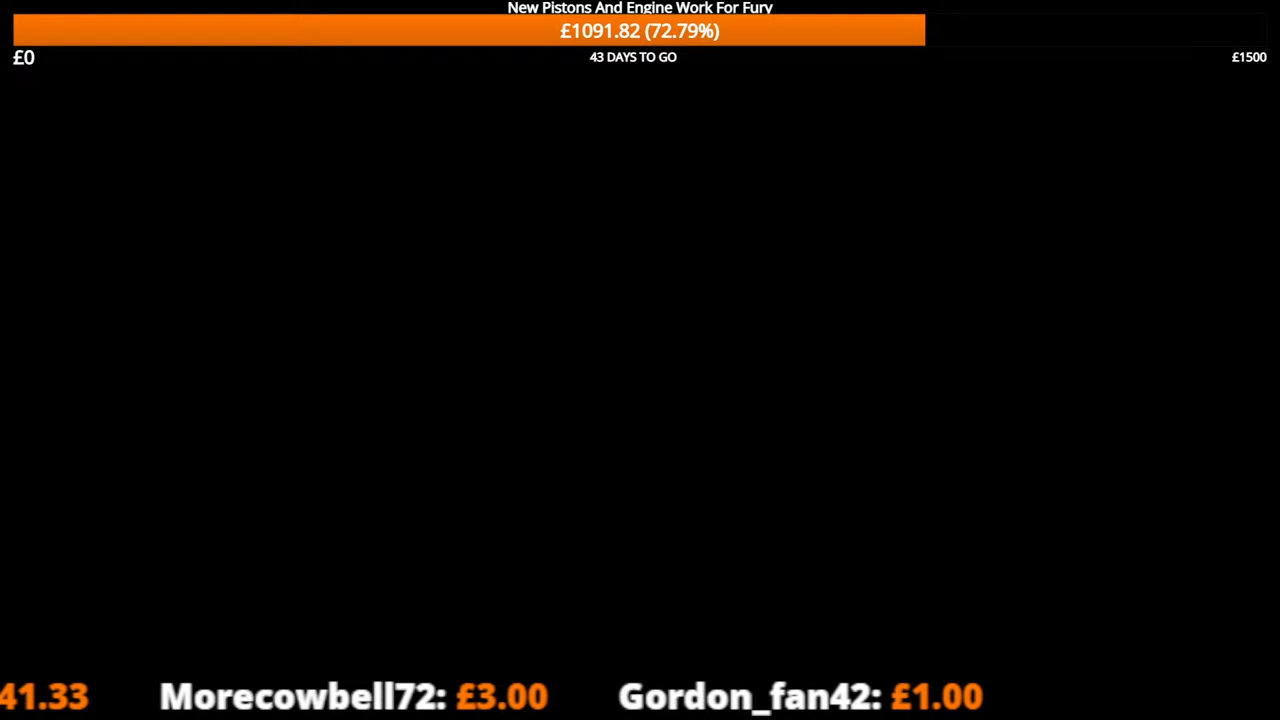 New Pistons And Engine Work For Fury
£1091.82 (72.79%)
£0 43 DAYS TO GO £1500
41.33 Morecowbell72: £3.00 Gordon_fan42: £1.00